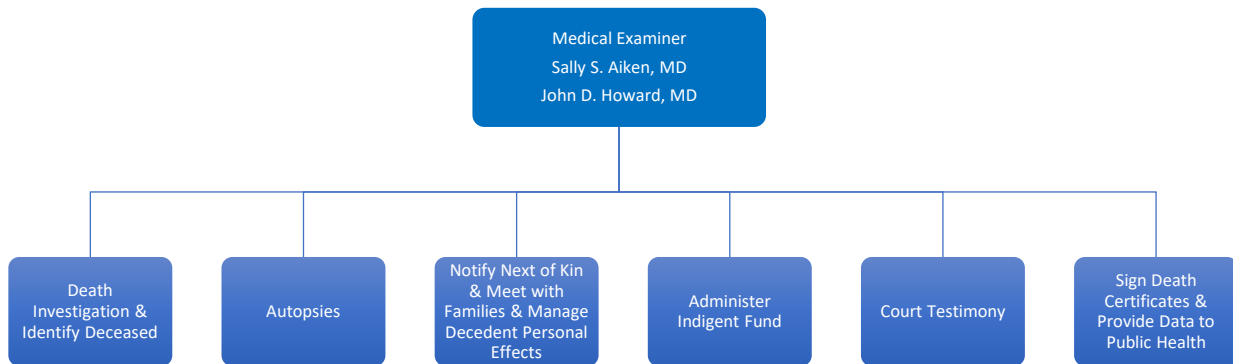 Medical Examiner
Sally S. Aiken, MD
John D. Howard, MD
Death
Investigation &
Identify Deceased
Autopsies
Notify Next of Kin
& Meet with
Families & Manage
Decedent Personal
Effects
Administer
Indigent Fund
Court Testimony
Sign Death
Certificates &
Provide Data to
Public Health